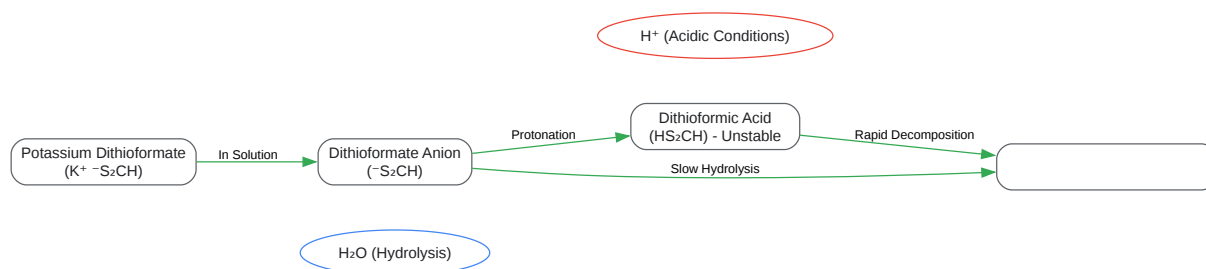 H⁺ (Acidic Conditions)
Dithioformic Acid
(HS₂CH) - Unstable
Protonation
Rapid Decomposition
Potassium Dithioformate
(K⁺ ⁻S₂CH)
In Solution
Dithioformate Anion
(⁻S₂CH)
Slow Hydrolysis
H₂O (Hydrolysis)